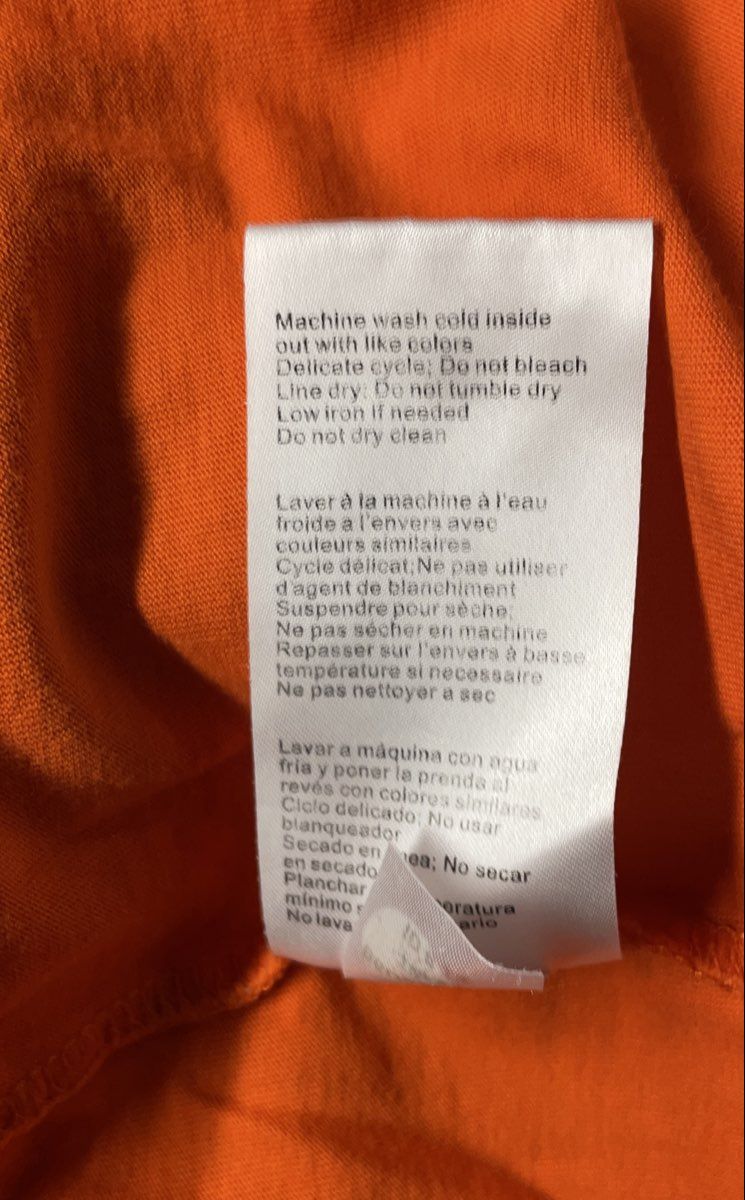 Machine wash cold inside
out with like colors
Delicate cycle; Do not bleach
Line dry; Do not tumble dry
Low iron if needed
Do not dry clean
Laver à la machine à l'eau
froide a l'envers avec
couleurs similaires
Cycle délicat;Ne pas utiliser
d'agent de blanchiment
Suspendre pour sèche;
Ne pas sécher en machine
Repasser sur l'envers à basse
température si necessaire
Ne pas nettoyer a sec
Lavar a máquina con agua
fría y poner la prenda al
revés con colores similares
Ciclo delicado; No usar
blanqueador
Secado en nea; No secar
en secado
Planchar
mínimo eratura
No lava ario